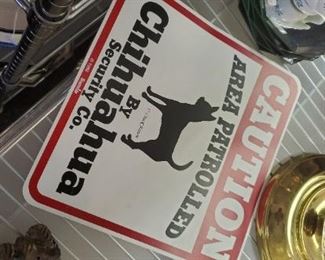 CAUTION
AREA PATROLLED
BY
Chihuahua
Security Co.